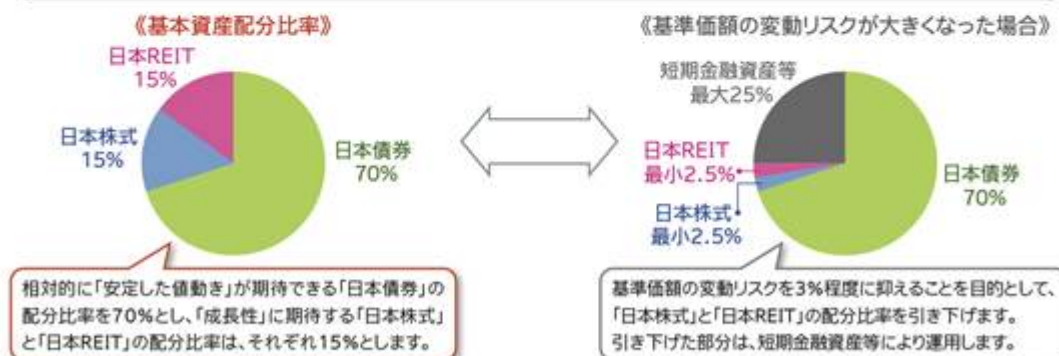 《基本資産配分比率》
日本REIT
15%
日本株式
15%
日本債券
70%
相対的に「安定した値動き」が期待できる「日本債券」の
配分比率を70%とし、「成長性」に期待する「日本株式」
と「日本REIT」の配分比率は、それぞれ15%とします。
《基準価額の変動リスクが大きくなった場合》
短期金融資産等
最大25%
日本REIT
最小2.5%
日本株式
最小2.5%
日本債券
70%
基準価額の変動リスクを3%程度に抑えることを目的として、
「日本株式」と「日本REIT」の配分比率を引き下げます。
引き下げた部分は、短期金融資産等により運用します。